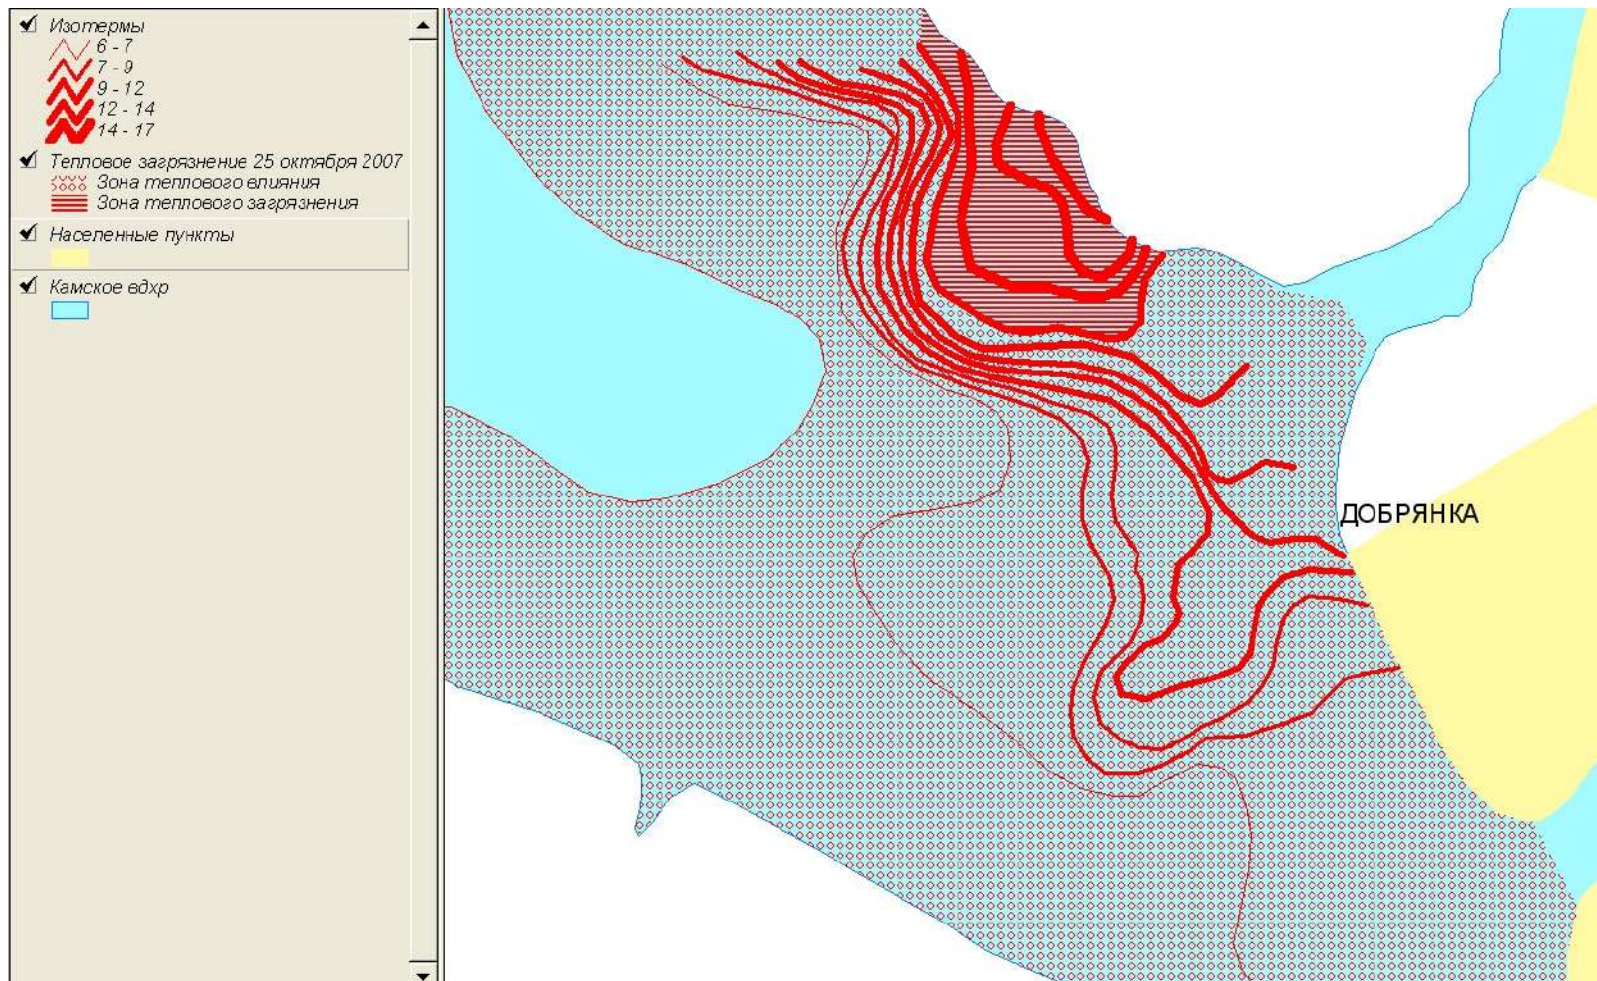 Изотермы
6 - 7
7 - 9
9 - 12
12 - 14
14 - 17
Тепловое загрязнение 25 октября 2007
Зона теплового влияния
Зона теплового загрязнения
Населенные пункты
Камское вдхр
ДОБРЯНКА